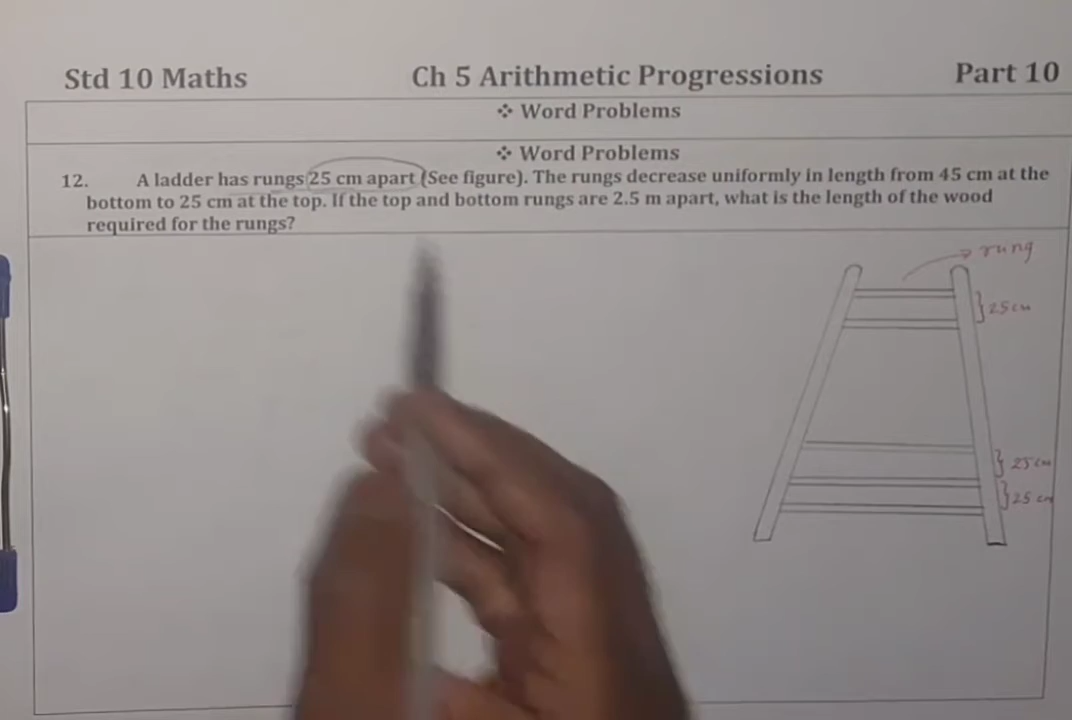 Std 10 Maths Ch 5 Arithmetic Progressions Part 10
❖ Word Problems
❖ Word Problems
12. A ladder has rungs 25 cm apart (See figure). The rungs decrease uniformly in length from 45 cm at the
bottom to 25 cm at the top. If the top and bottom rungs are 2.5 m apart, what is the length of the wood
required for the rungs?
rung
25cm
25cm
25cm